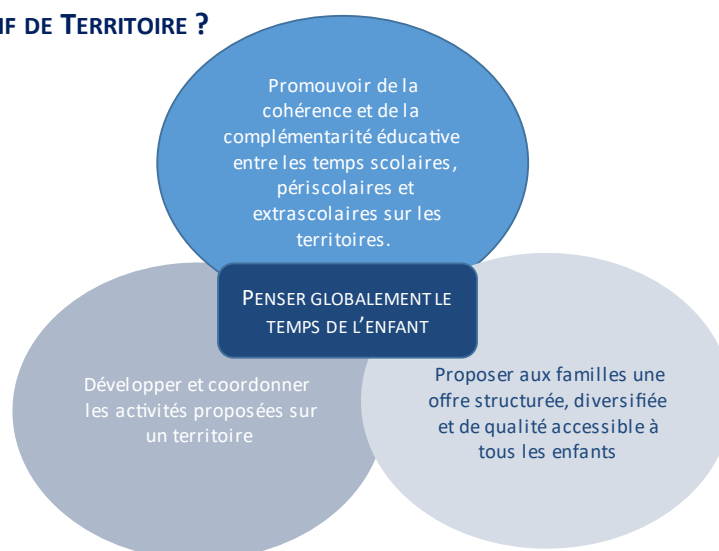 IF DE TERRITOIRE ?
Promouvoir de la
cohérence et de la
complémentarité éducative
entre les temps scolaires,
périscolaires et
extrascolaires sur les
territoires.
PENSER GLOBALEMENT LE
TEMPS DE L'ENFANT
Développer et coordonner
les activités proposées sur
un territoire
Proposer aux familles une
offre structurée, diversifiée
et de qualité accessible à
tous les enfants